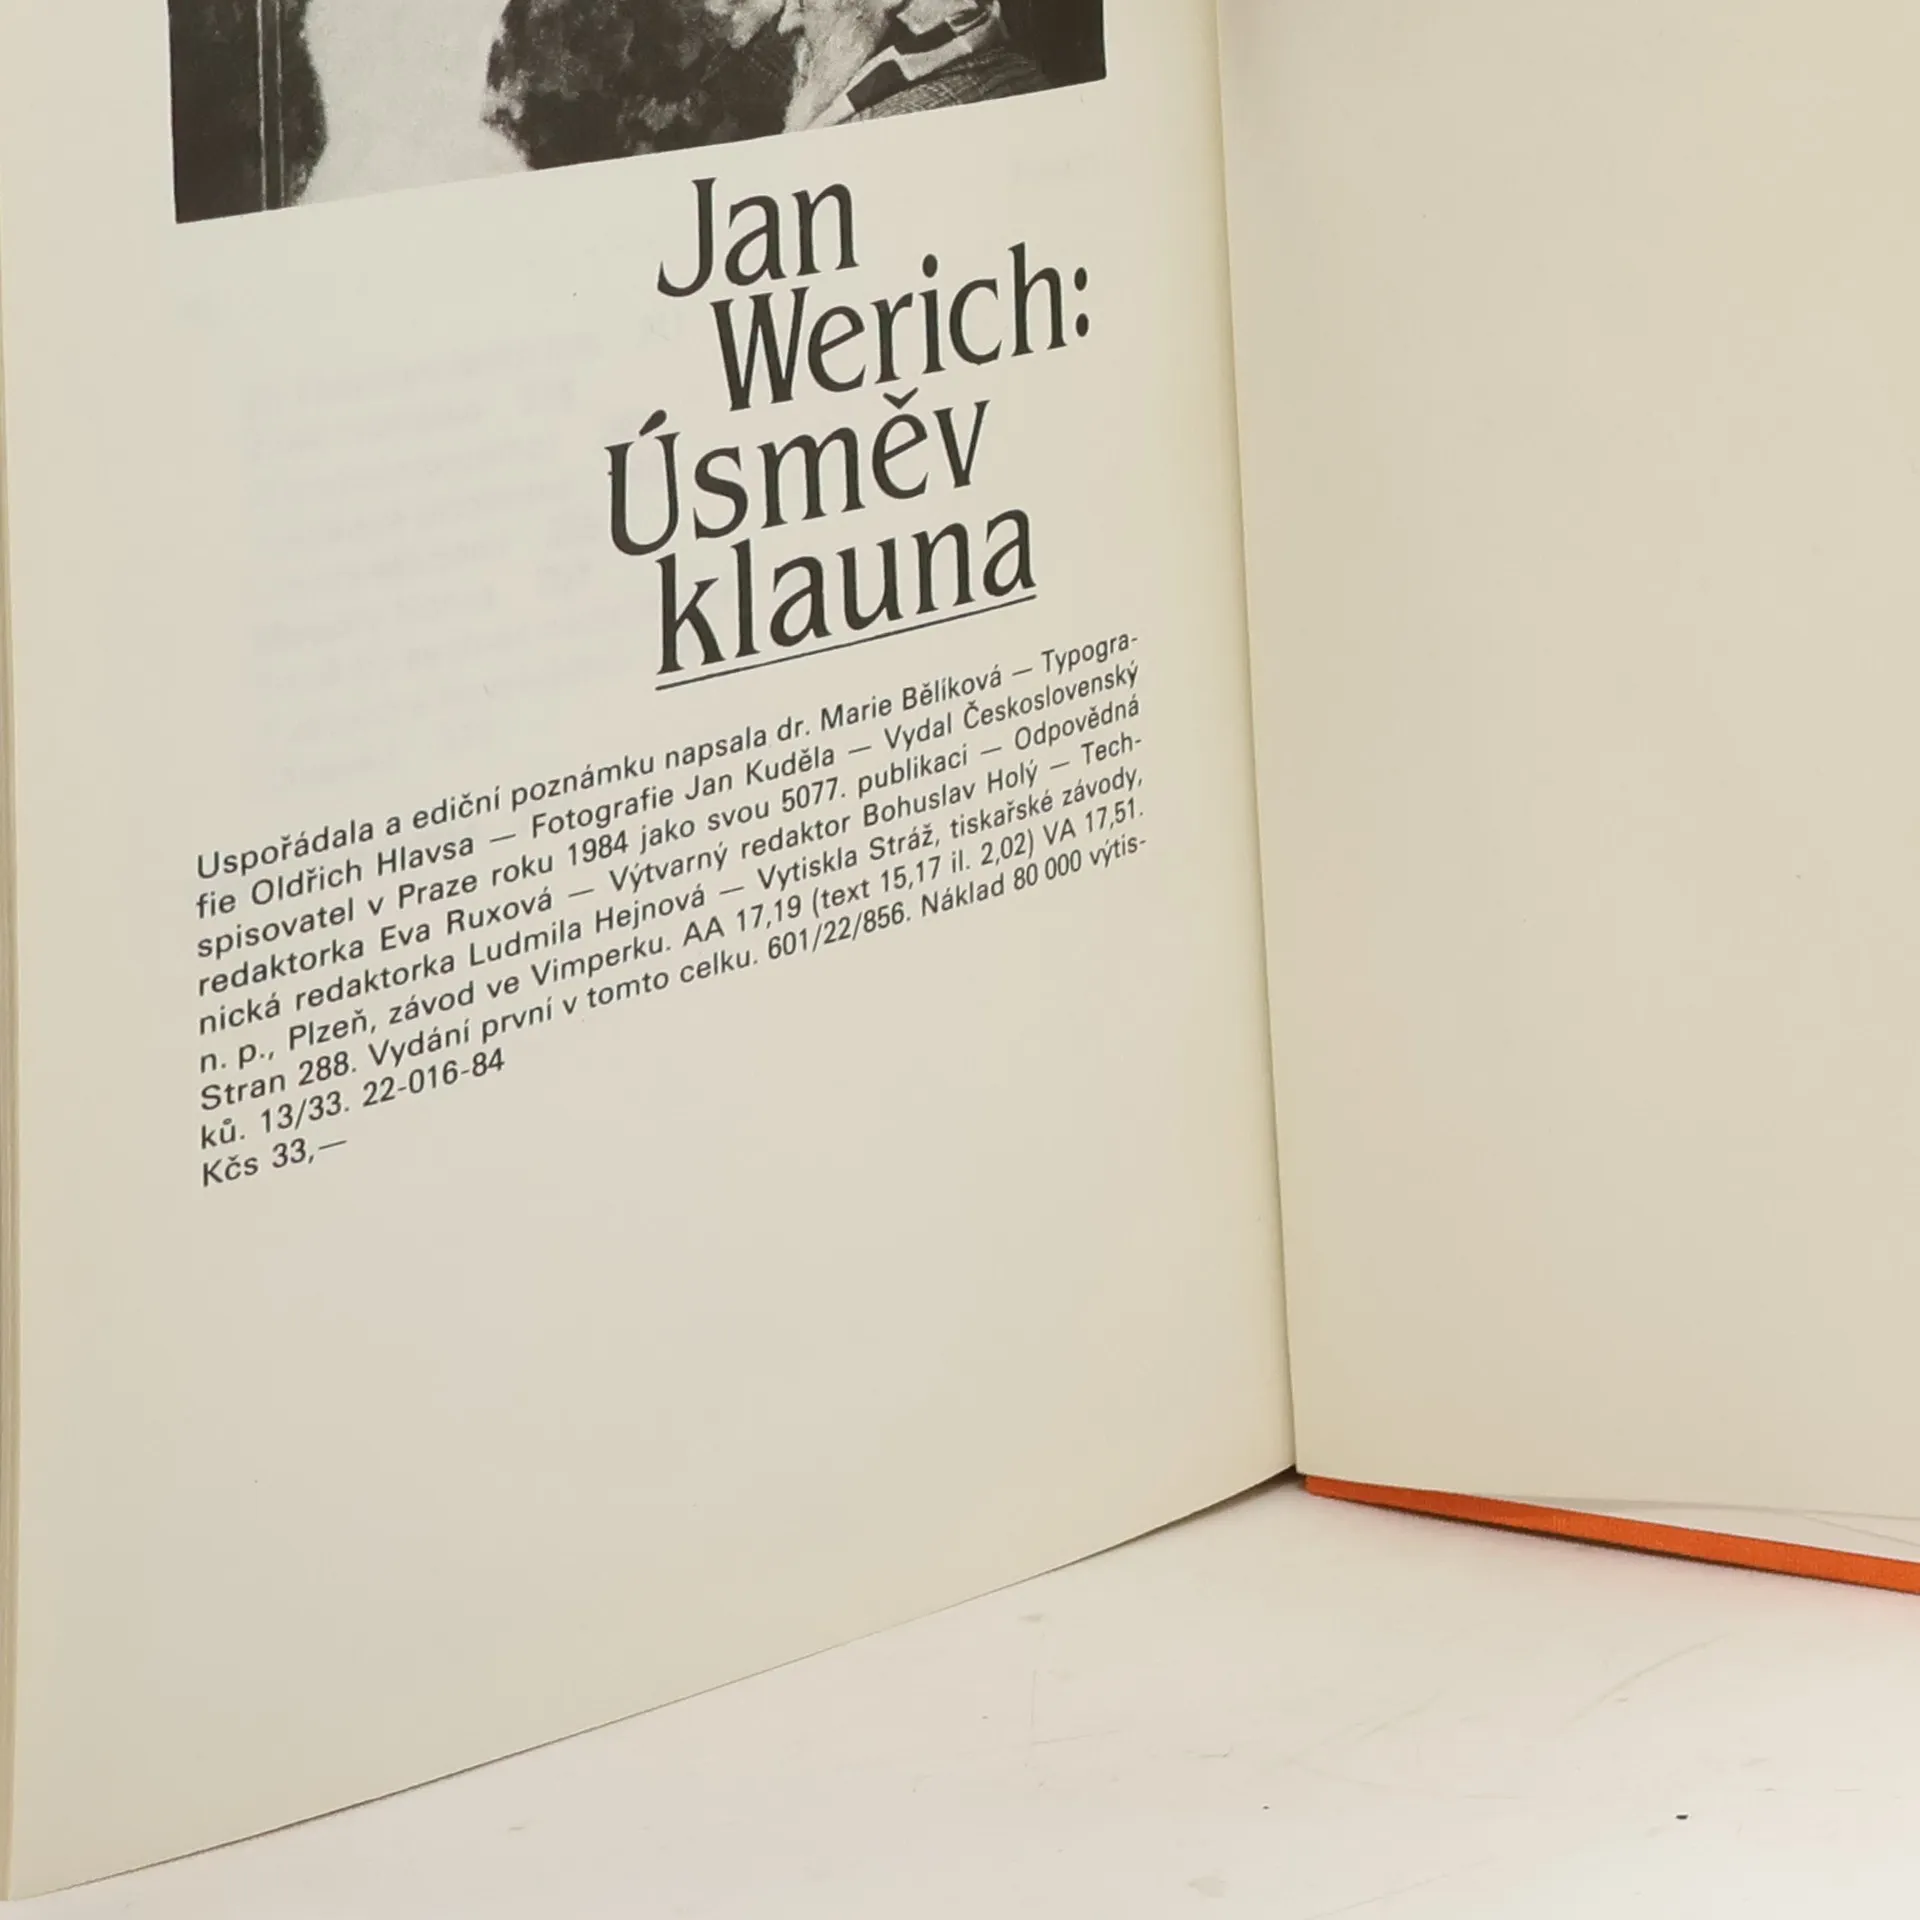 Jan
Werich:
Úsměv
klauna
Uspořádala a ediční poznámku napsala dr. Marie Bělíková — Typogra-
fie Oldřich Hlavsa — Fotografie Jan Kuděla — Vydal Československý
spisovatel v Praze roku 1984 jako svou 5077. publikaci — Odpovědná
redaktorka Eva Ruxová — Výtvarný redaktor Bohuslav Holý — Tech-
nická redaktorka Ludmila Hejnová — Vytiskla Stráž, tiskařské závody,
n. p., Plzeň, závod ve Vimperku. AA 17,19 (text 15,17 il. 2,02) VA 17,51.
Stran 288. Vydání první v tomto celku. 601/22/856. Náklad 80 000 výtis-
ků. 13/33. 22-016-84
Kčs 33,—